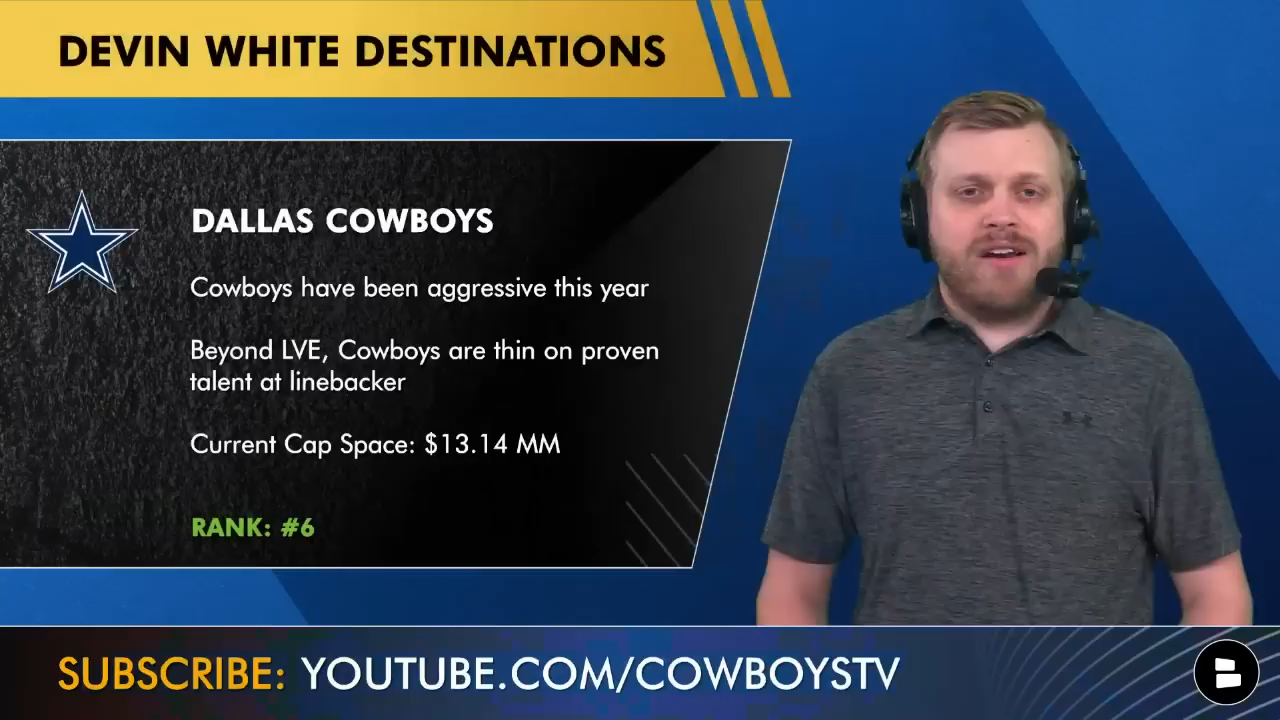 DEVIN WHITE DESTINATIONS
DALLAS COWBOYS
Cowboys have been aggressive this year
Beyond LVE, Cowboys are thin on proven
talent at linebacker
Current Cap Space: $13.14 MM
RANK: #6
SUBSCRIBE: YOUTUBE.COM/COWBOYSTV